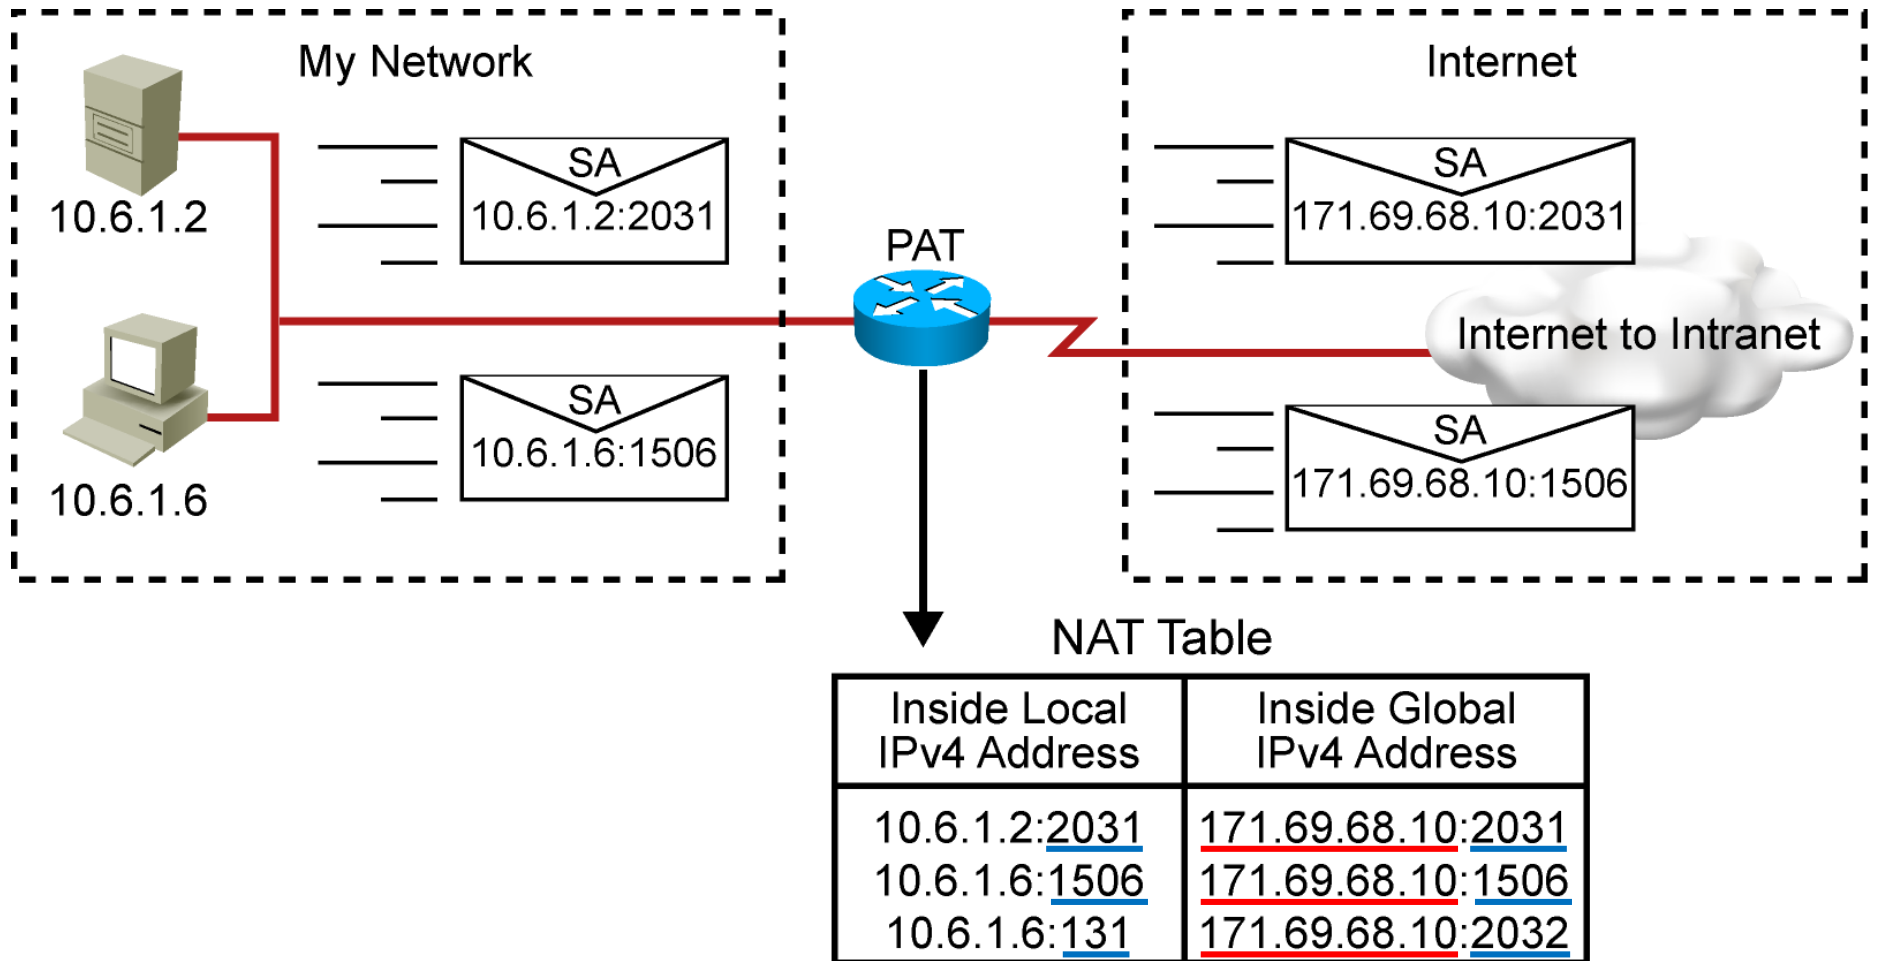 My Network
10.6.1.2
SA
10.6.1.2:2031
10.6.1.6
SA
10.6.1.6:1506
PAT
Internet
SA
171.69.68.10:2031
Internet to Intranet
SA
171.69.68.10:1506
NAT Table
Inside Local
IPv4 Address
Inside Global
IPv4 Address
10.6.1.2:2031 171.69.68.10:2031
10.6.1.6:1506 171.69.68.10:1506
10.6.1.6:131 171.69.68.10:2032